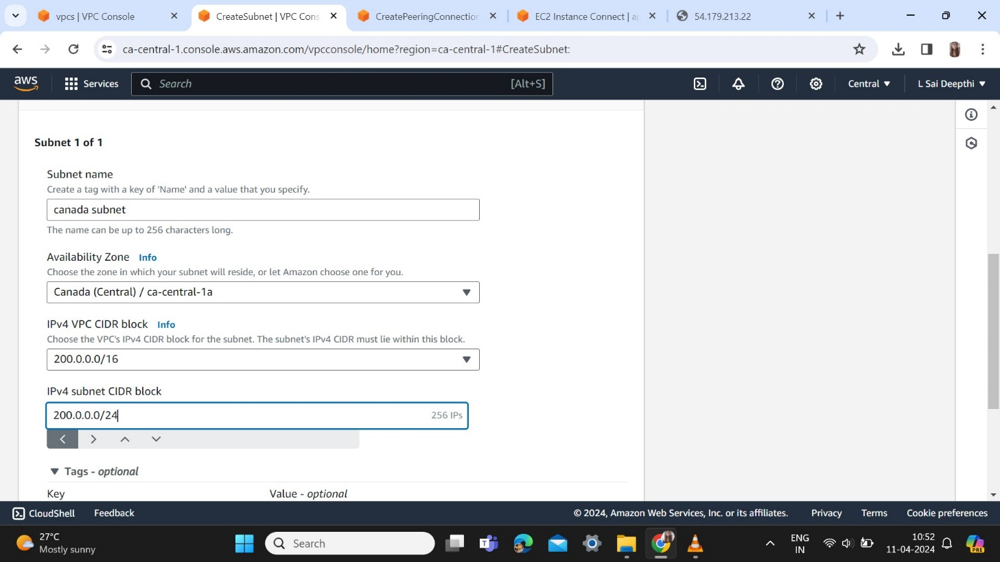 vpcs | VPC Console
CreateSubnet | VPC Cons
CreatePeeringConnection
EC2 Instance Connect | a
54.179.213.22
ca-central-1.console.aws.amazon.com/vpcconsole/home?region=ca-central-1#CreateSubnet:
aws
Services
Search
[Alt+S]
Central
L Sai Deepthi
Subnet 1 of 1
Subnet name
Create a tag with a key of 'Name' and a value that you specify.
canada subnet
The name can be up to 256 characters long.
Availability Zone Info
Choose the zone in which your subnet will reside, or let Amazon choose one for you.
Canada (Central) / ca-central-1a
IPv4 VPC CIDR block Info
Choose the VPC's IPv4 CIDR block for the subnet. The subnet's IPv4 CIDR must lie within this block.
200.0.0.0/16
IPv4 subnet CIDR block
200.0.0.0/24
256 IPs
Tags - optional
Key
Value - optional
CloudShell
Feedback
© 2024, Amazon Web Services, Inc. or its affiliates.
Privacy
Terms
Cookie preferences
27°C
Mostly sunny
Search
ENG
IN
10:52
11-04-2024
PRE